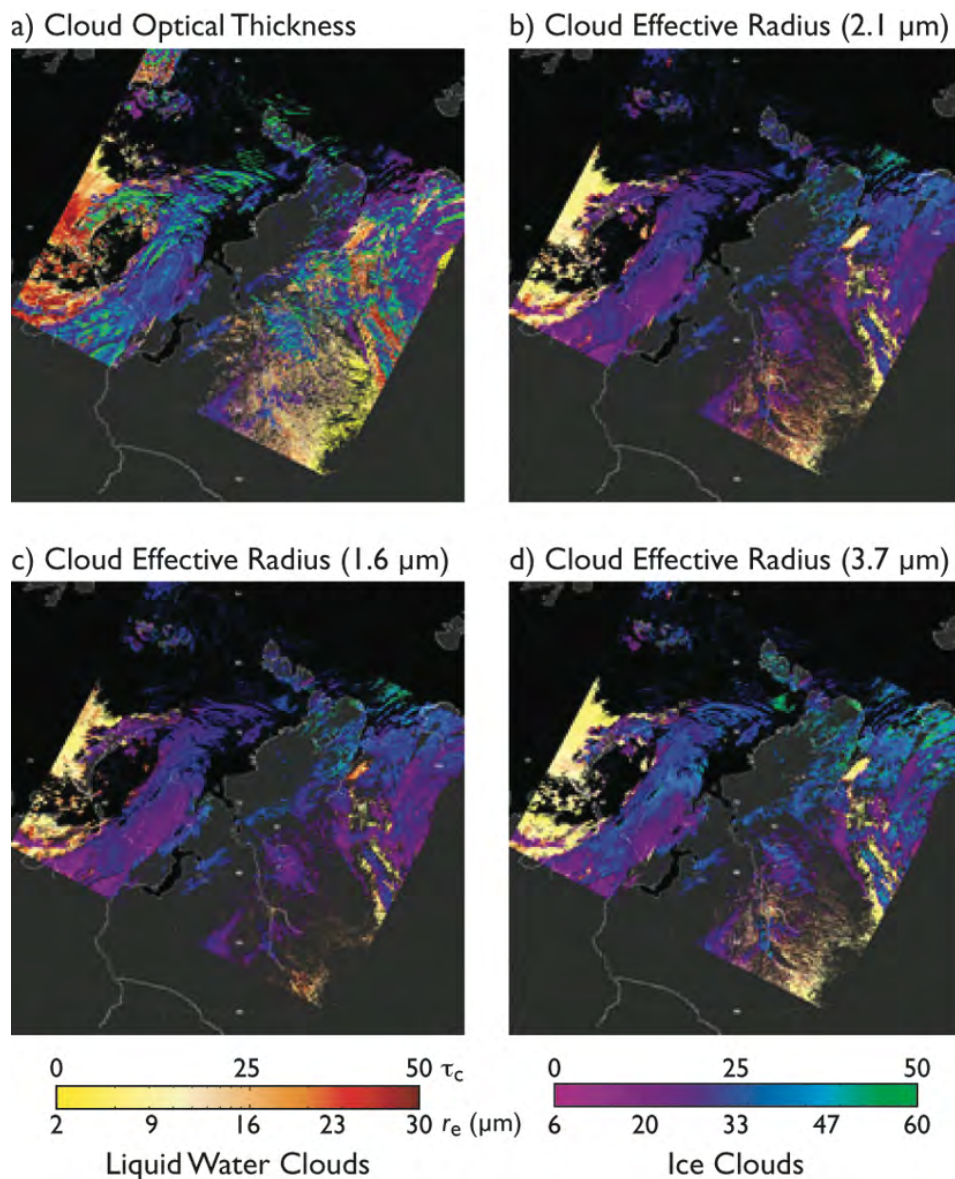 a) Cloud Optical Thickness
b) Cloud Effective Radius (2.1 μm)
c) Cloud Effective Radius (1.6 μm)
d) Cloud Effective Radius (3.7 μm)
0 25 50 τc
2 9 16 23 30 re (μm)
Liquid Water Clouds
0 25 50
6 20 33 47 60
Ice Clouds